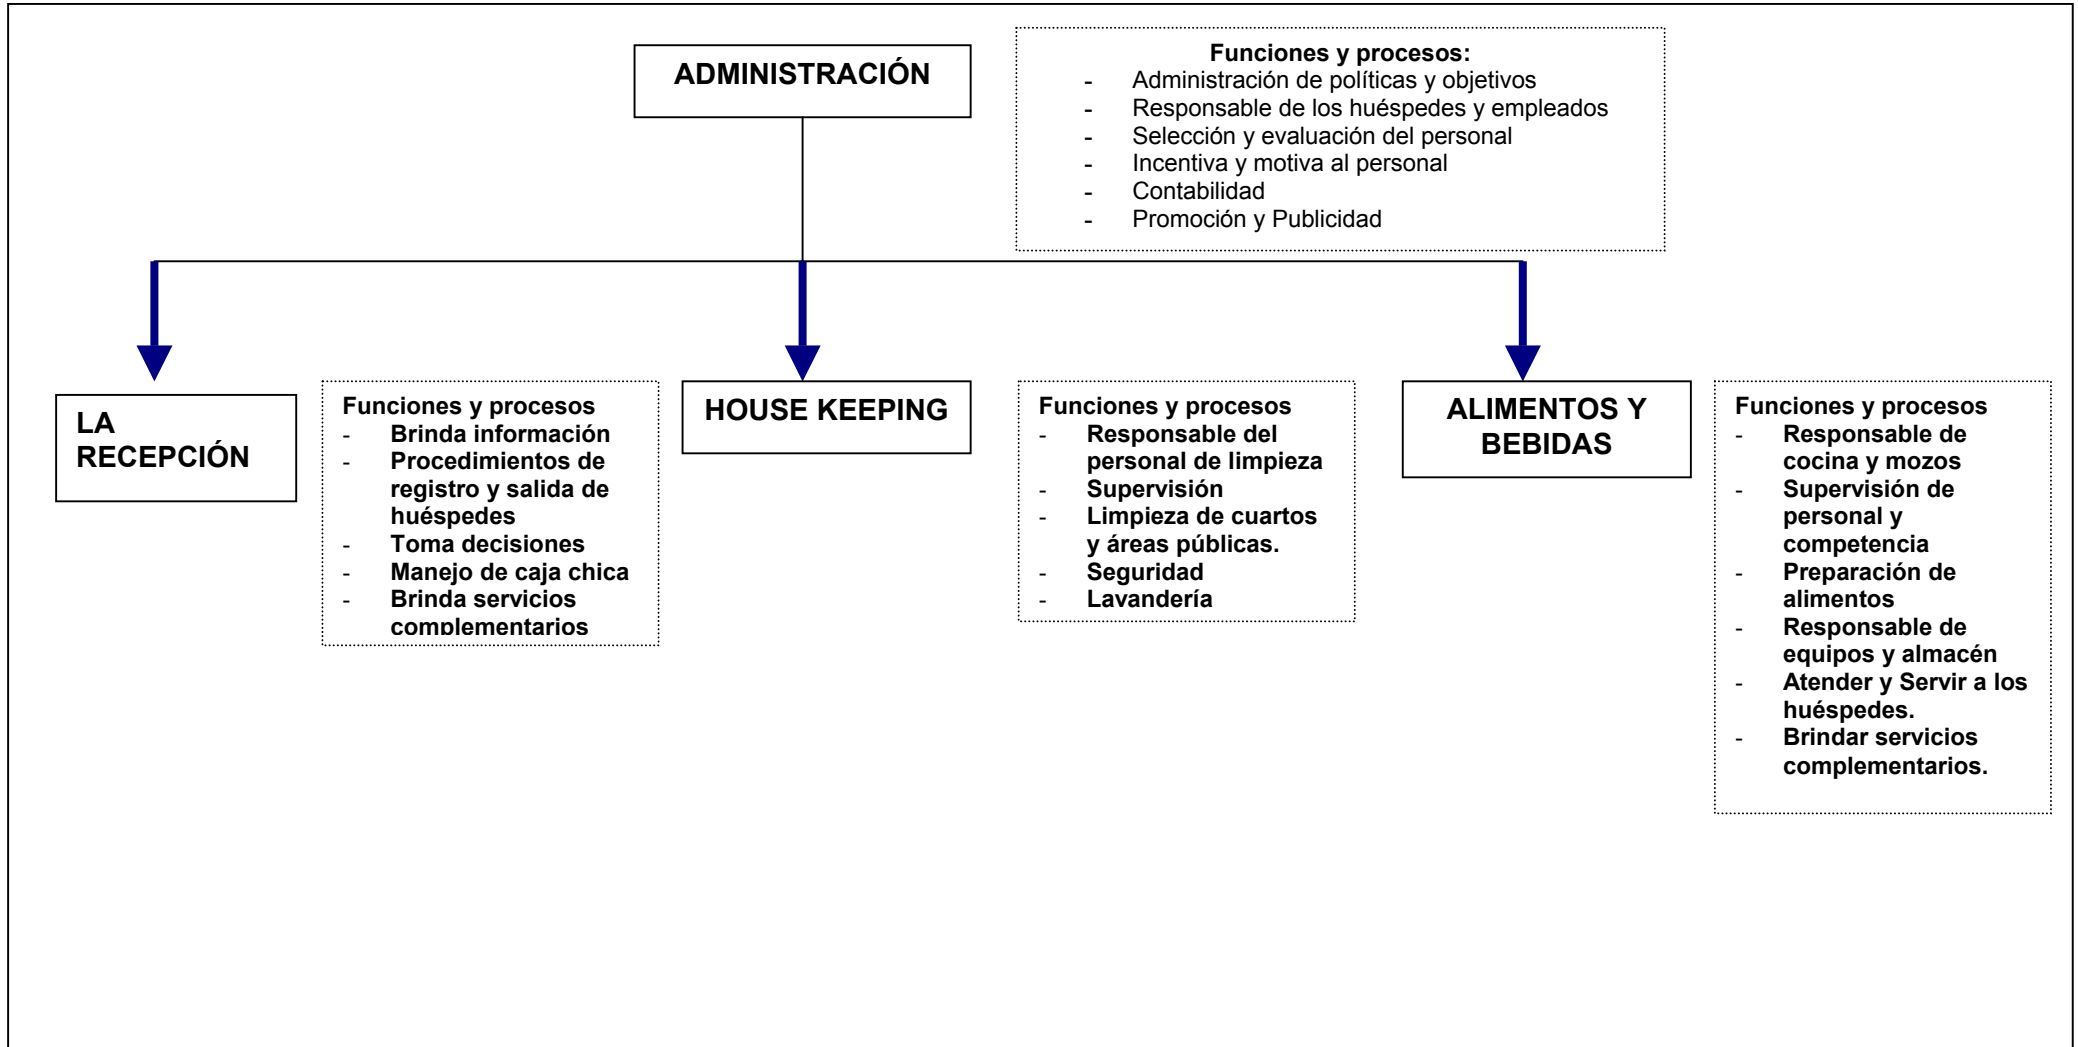 ADMINISTRACIÓN
Funciones y procesos:
- Administración de políticas y objetivos
- Responsable de los huéspedes y empleados
- Selección y evaluación del personal
- Incentiva y motiva al personal
- Contabilidad
- Promoción y Publicidad
LA
RECEPCIÓN
Funciones y procesos
- Brinda información
- Procedimientos de
registro y salida de
huéspedes
- Toma decisiones
- Manejo de caja chica
- Brinda servicios
complementarios
HOUSE KEEPING
Funciones y procesos
- Responsable del
personal de limpieza
- Supervisión
- Limpieza de cuartos
y áreas públicas.
- Seguridad
- Lavandería
ALIMENTOS Y
BEBIDAS
Funciones y procesos
- Responsable de
cocina y mozos
- Supervisión de
personal y
competencia
- Preparación de
alimentos
- Responsable de
equipos y almacén
- Atender y Servir a los
huéspedes.
- Brindar servicios
complementarios.